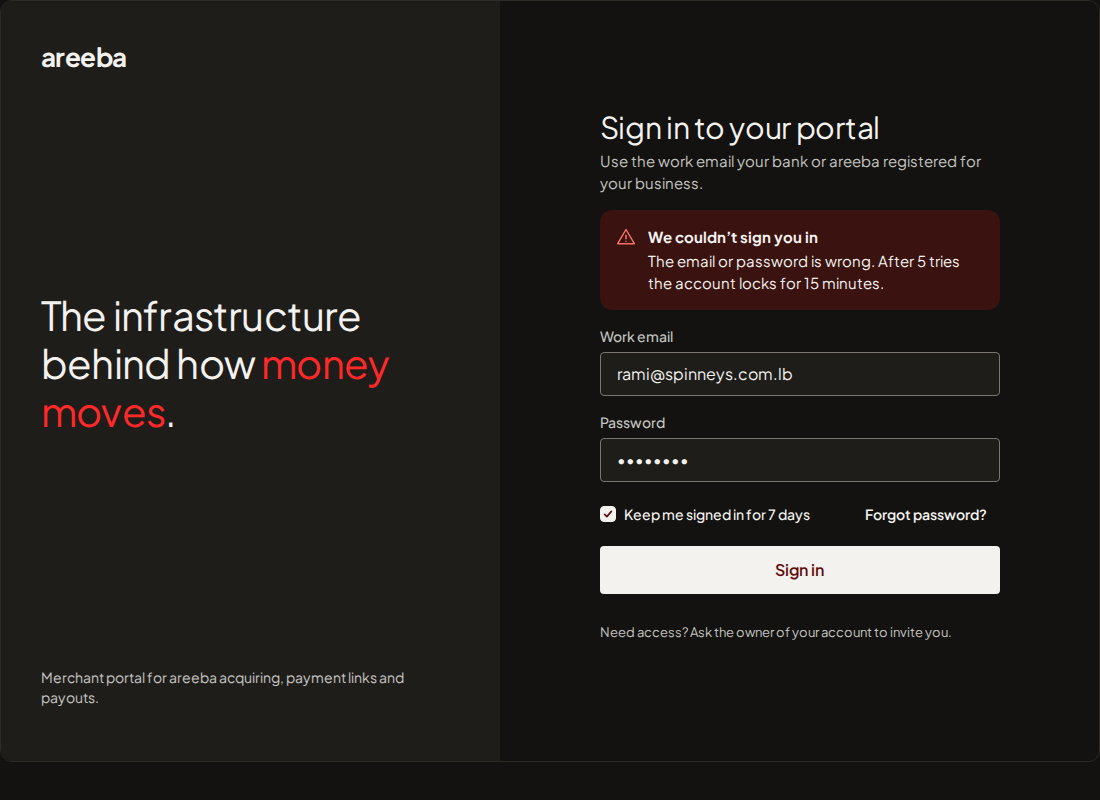 areeba
The infrastructure
behind how money
moves.
Merchant portal for areeba acquiring, payment links and
payouts.
Sign in to your portal
Use the work email your bank or areeba registered for
your business.
We couldn’t sign you in
The email or password is wrong. After 5 tries
the account locks for 15 minutes.
Work email
rami@spinneys.com.lb
Password
••••••••
Keep me signed in for 7 days
Forgot password?
Sign in
Need access? Ask the owner of your account to invite you.